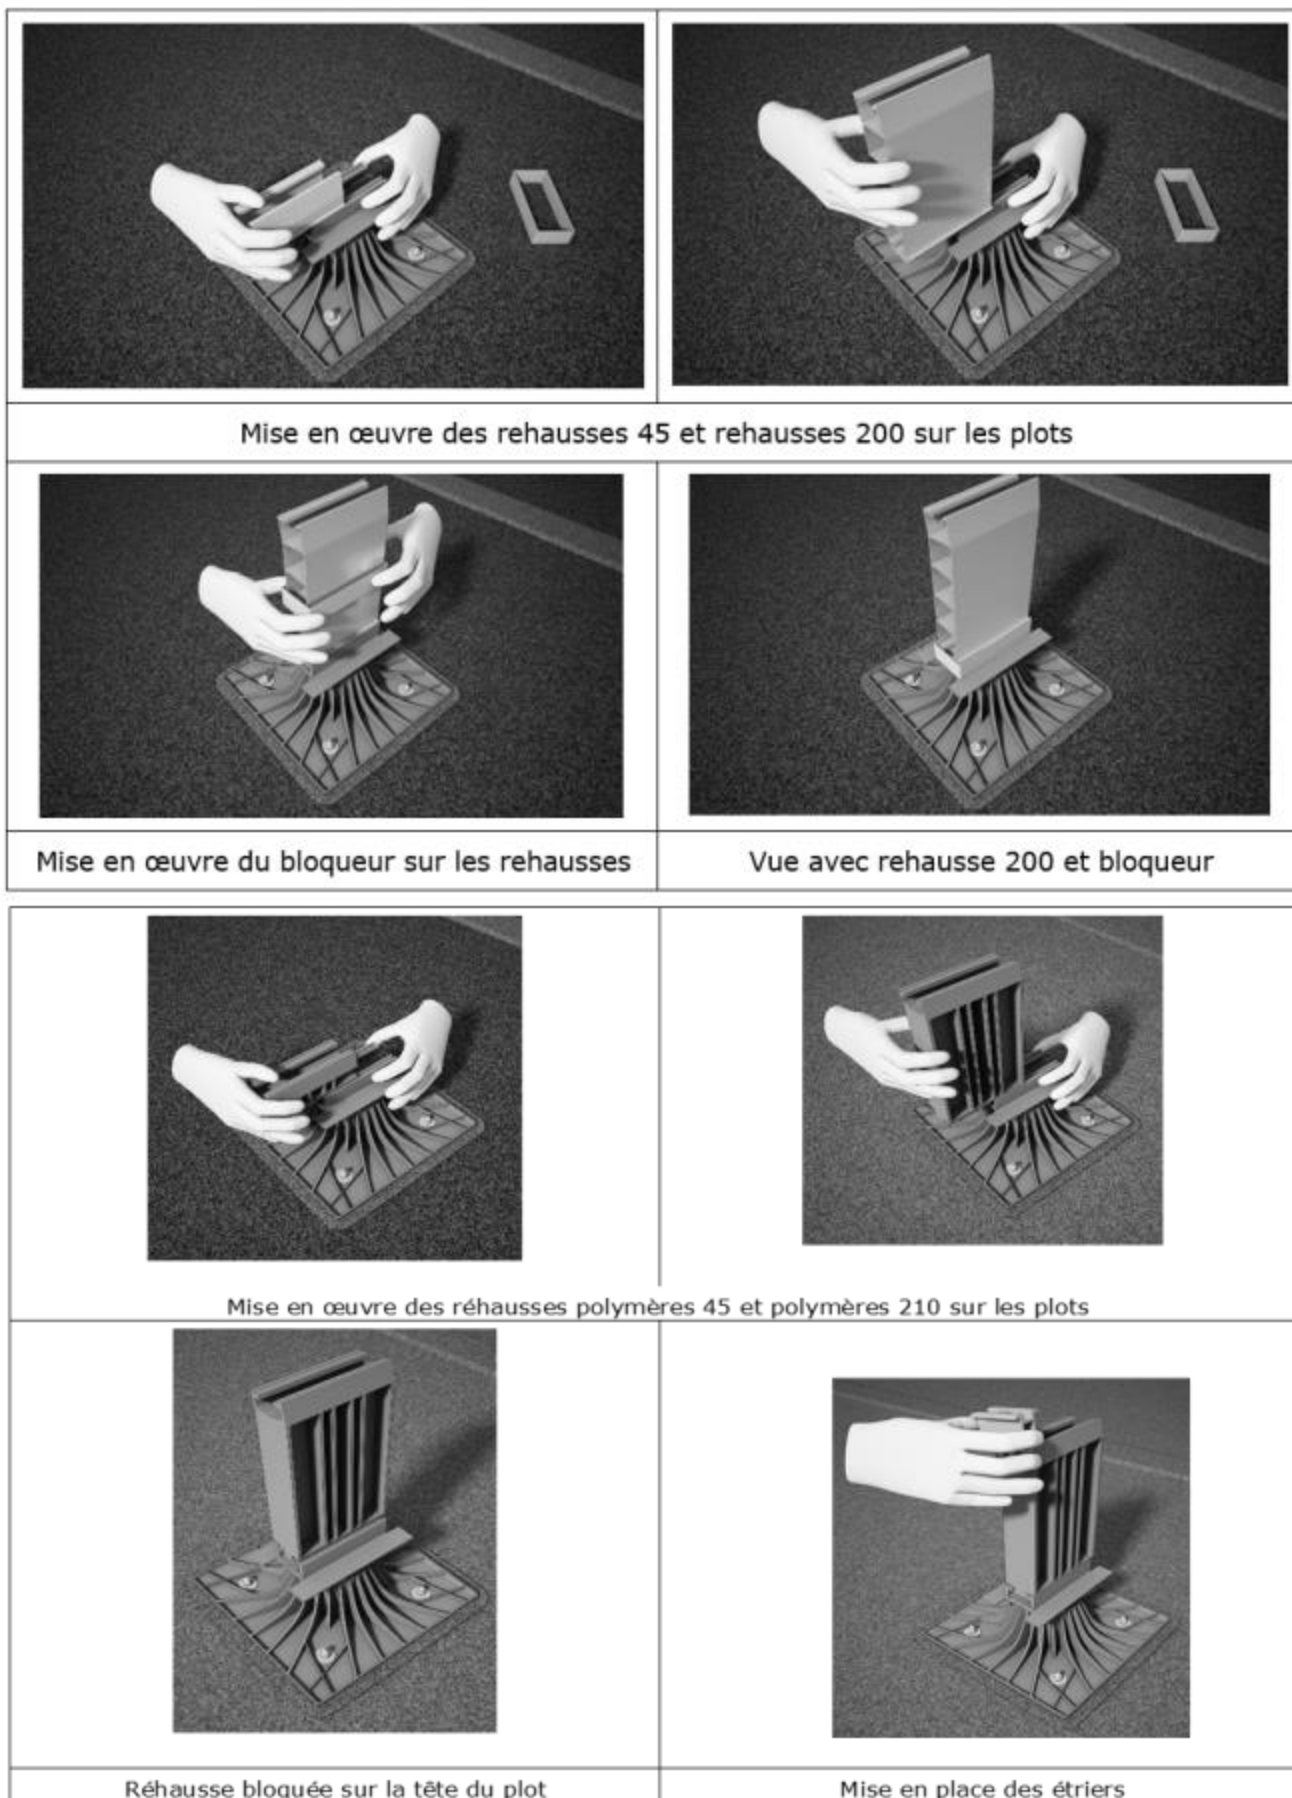 Mise en œuvre des rehausses 45 et rehausses 200 sur les plots
Mise en œuvre du bloqueur sur les rehausses
Vue avec rehausse 200 et bloqueur
Mise en œuvre des réhausses polymères 45 et polymères 210 sur les plots
Réhausse bloquée sur la tête du plot
Mise en place des étriers